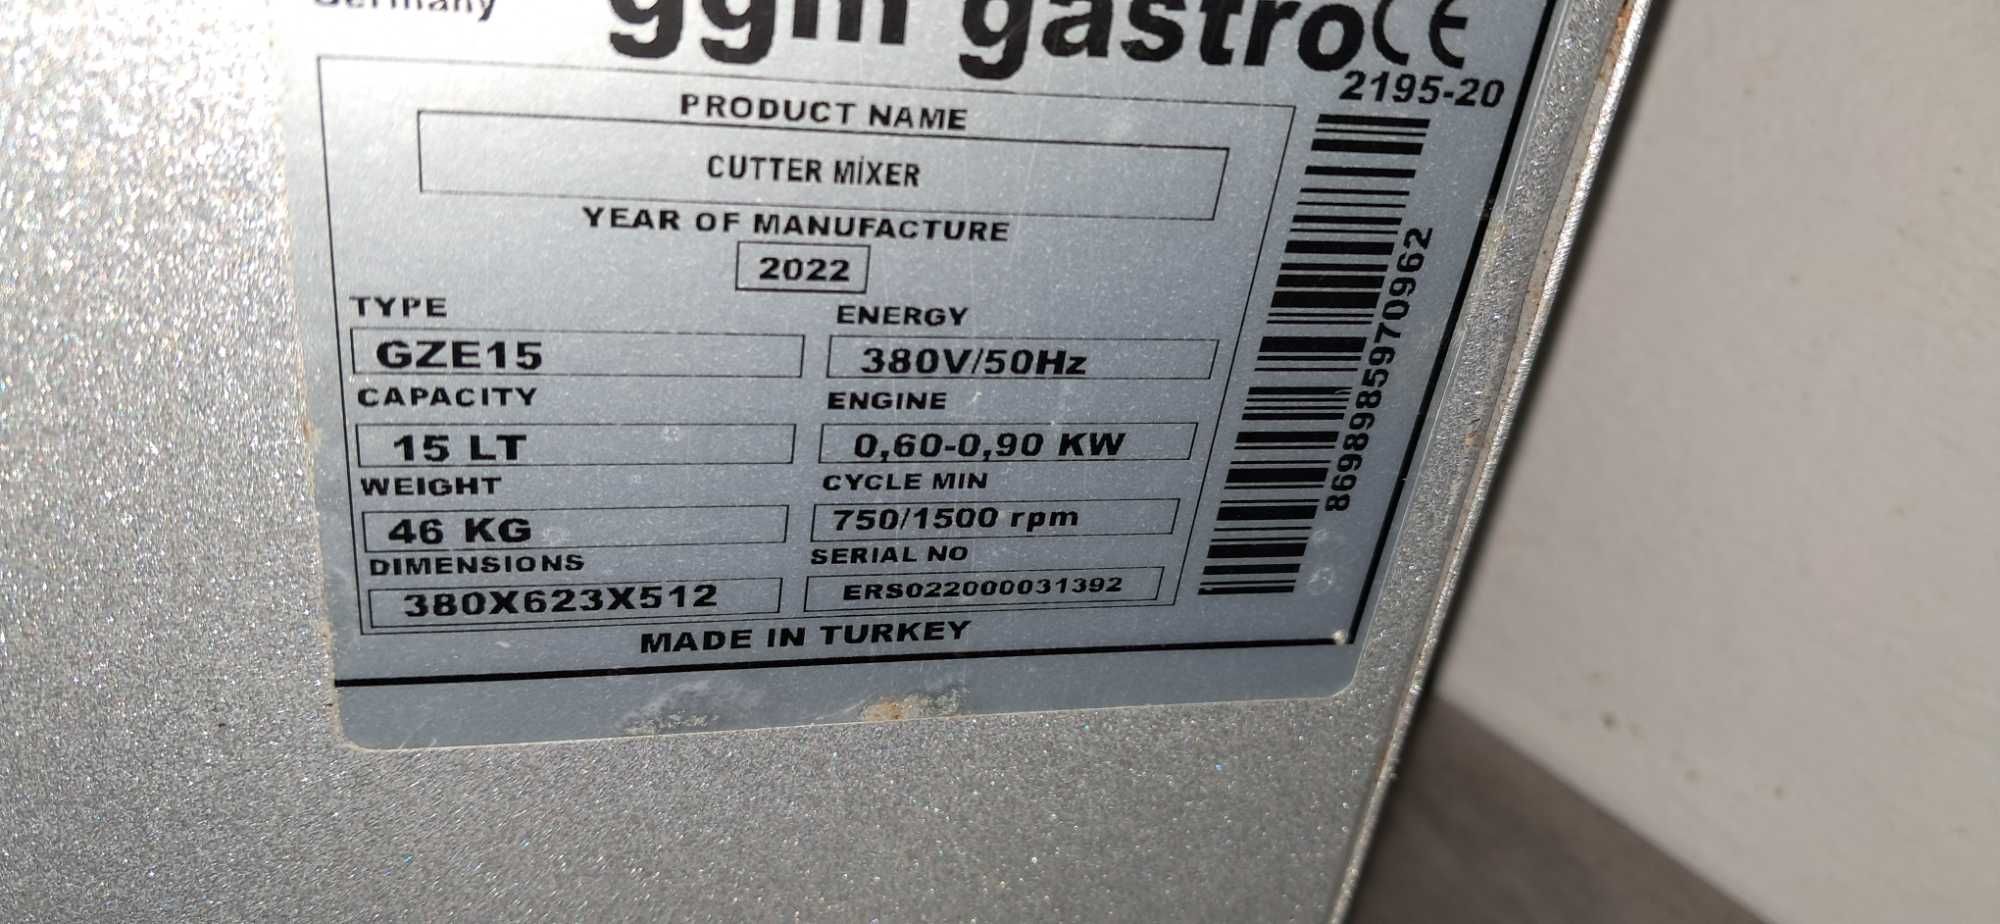 Germany
ggm gastro CE
2195-20
PRODUCT NAME
CUTTER MİXER
YEAR OF MANUFACTURE
2022
TYPE
GZE15
ENERGY
380V/50Hz
CAPACITY
15 LT
ENGINE
0,60-0,90 KW
WEIGHT
46 KG
CYCLE MIN
750/1500 rpm
DIMENSIONS
380X623X512
SERIAL NO
ERS022000031392
MADE IN TURKEY
8698985970962